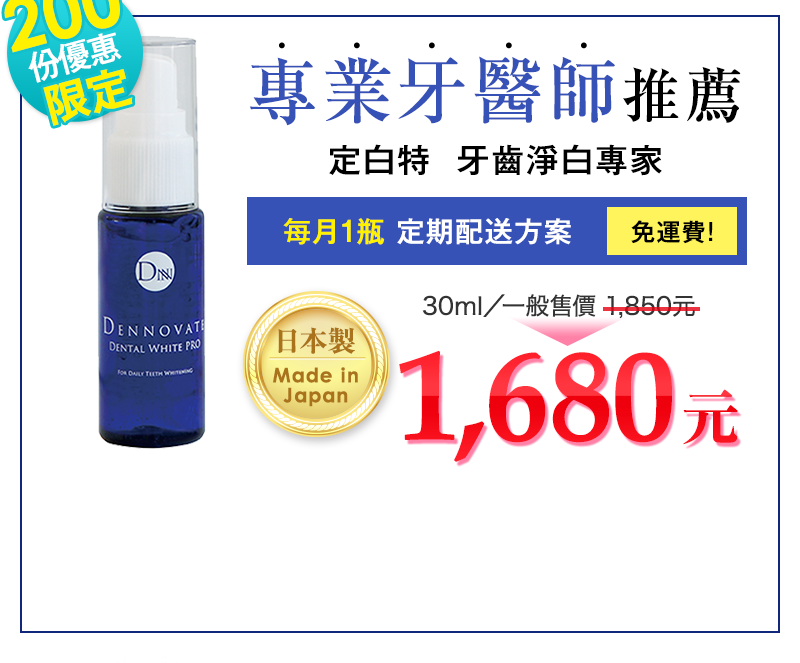 200
份優惠
限定
專業牙醫師推薦
定白特 牙齒淨白專家
每月1瓶 定期配送方案 免運費!
30ml／一般售價 1,850元
1,680元
日本製
Made in
Japan
DNN
DENNOVATE
DENTAL WHITE PRO
FOR DAILY TEETH WHITENING